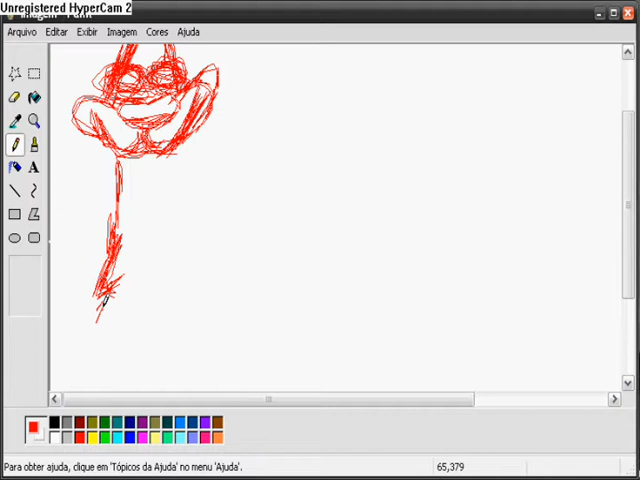 Unregistered HyperCam 2
Arquivo Editar Exibir Imagem Cores Ajuda
A
Para obter ajuda, clique em 'Tópicos da Ajuda' no menu 'Ajuda'.
65,379